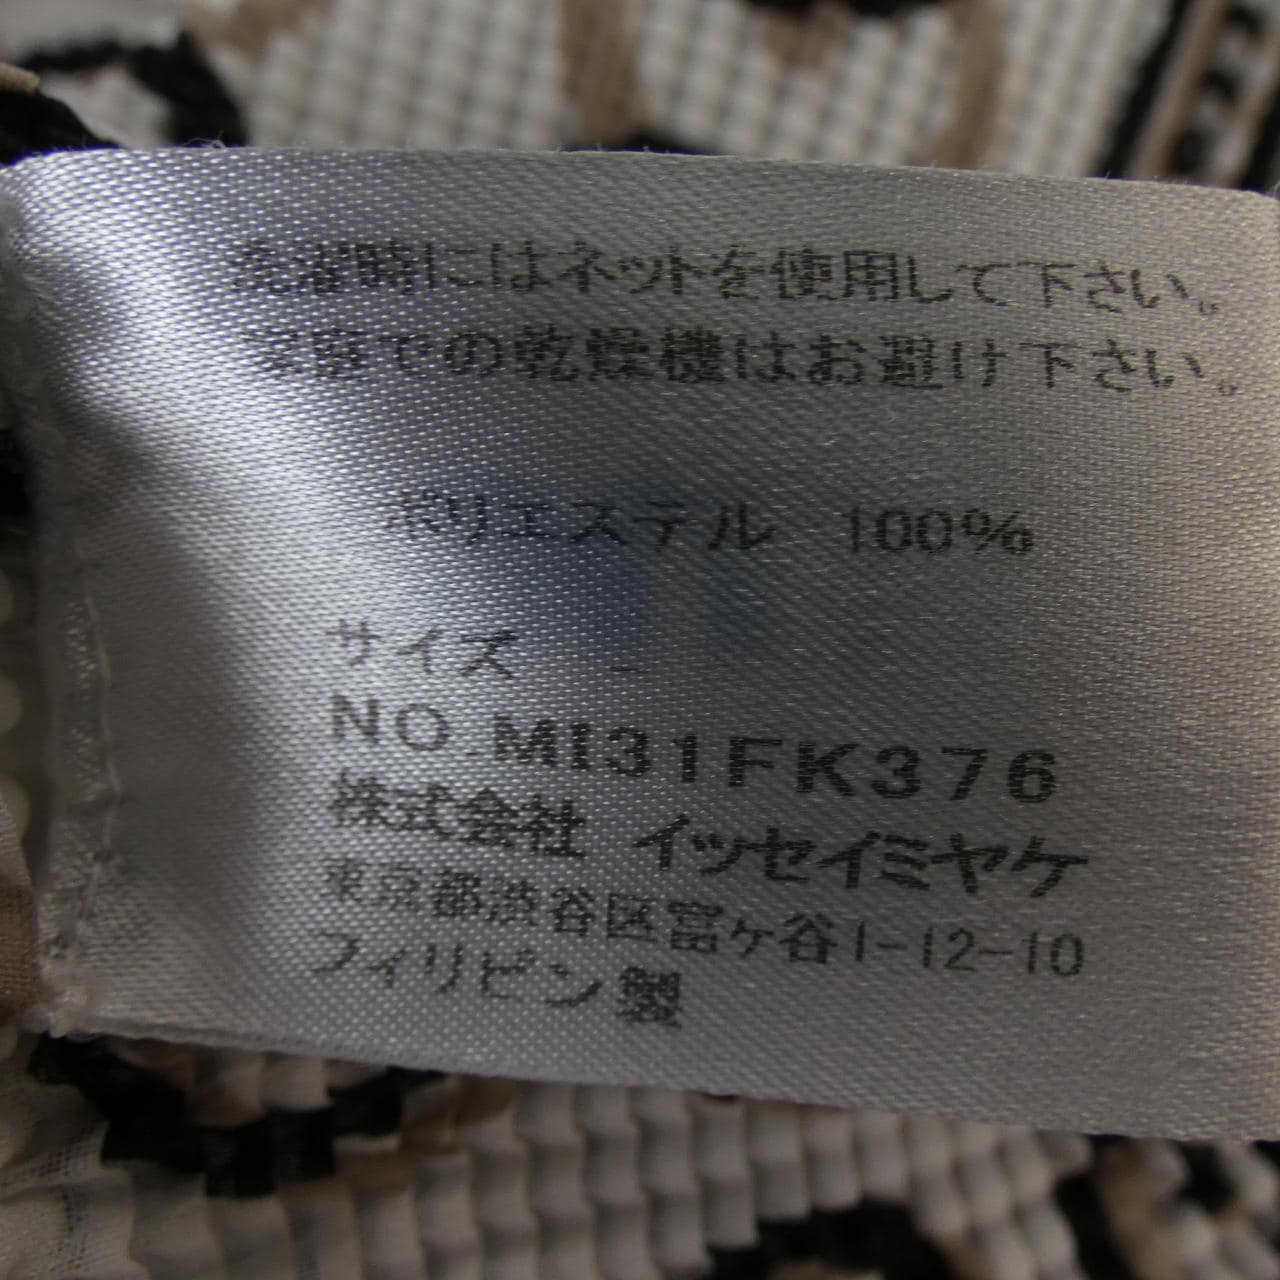 洗濯時にはネットを使用して下さい。
家庭での乾燥機はお避け下さい。
ポリエステル 100%
サイズ -
NO.MI31FK376
株式会社 イッセイミヤケ
東京都渋谷区富ヶ谷1-12-10
フィリピン製